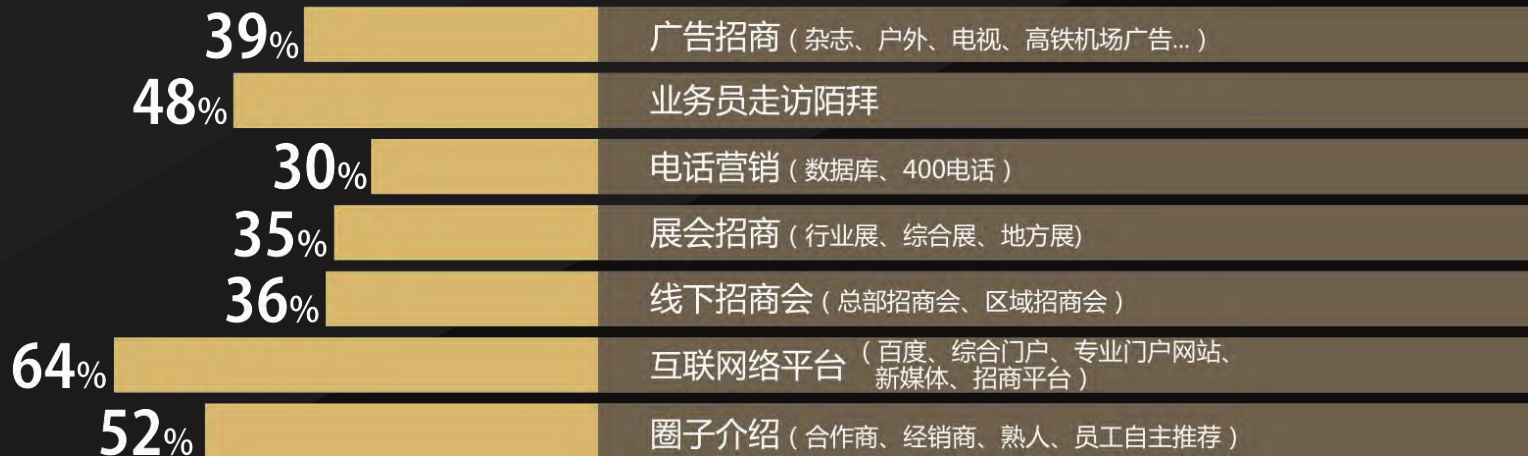 39% 广告招商（杂志、户外、电视、高铁机场广告...）
48% 业务员走访陌拜
30% 电话营销（数据库、400电话）
35% 展会招商（行业展、综合展、地方展)
36% 线下招商会（总部招商会、区域招商会）
64% 互联网络平台（百度、综合门户、专业门户网站、
新媒体、招商平台）
52% 圈子介绍（合作商、经销商、熟人、员工自主推荐）